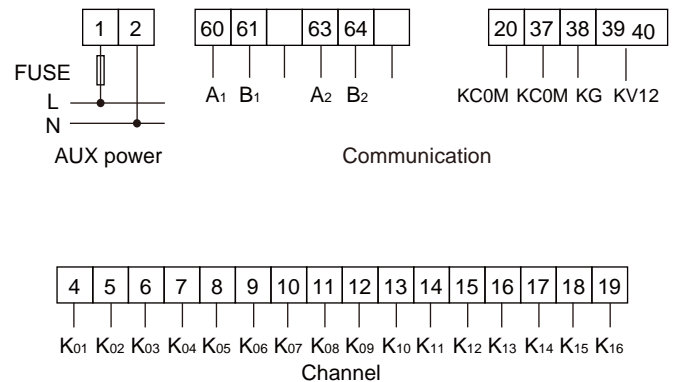 1 2
60 61 63 64
20 37 38 39 40
FUSE
A1 B1 A2 B2
KC0M KC0M KG KV12
L
N
AUX power
Communication
4 5 6 7 8 9 10 11 12 13 14 15 16 17 18 19
K01 K02 K03 K04 K05 K06 K07 K08 K09 K10 K11 K12 K13 K14 K15 K16
Channel